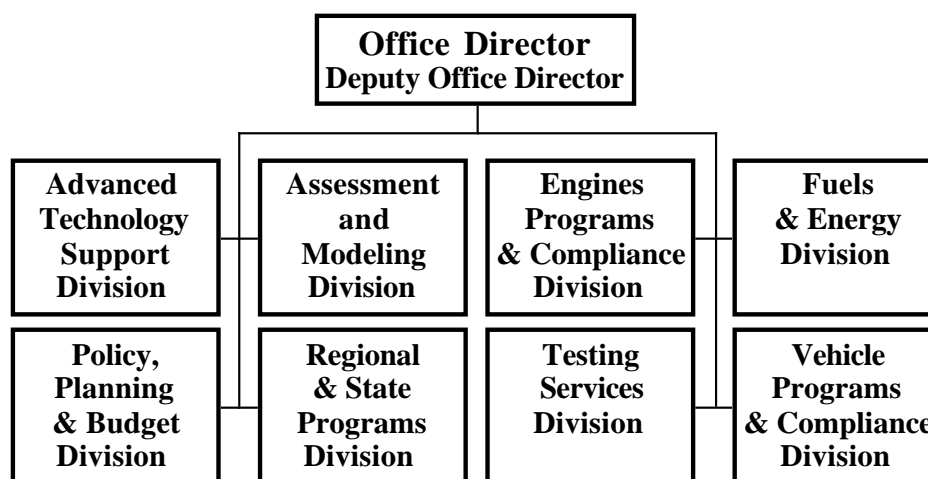 Office Director
Deputy Office Director
Advanced
Technology
Support
Division
Assessment
and
Modeling
Division
Engines
Programs
& Compliance
Division
Fuels
& Energy
Division
Policy,
Planning
& Budget
Division
Regional
& State
Programs
Division
Testing
Services
Division
Vehicle
Programs
& Compliance
Division